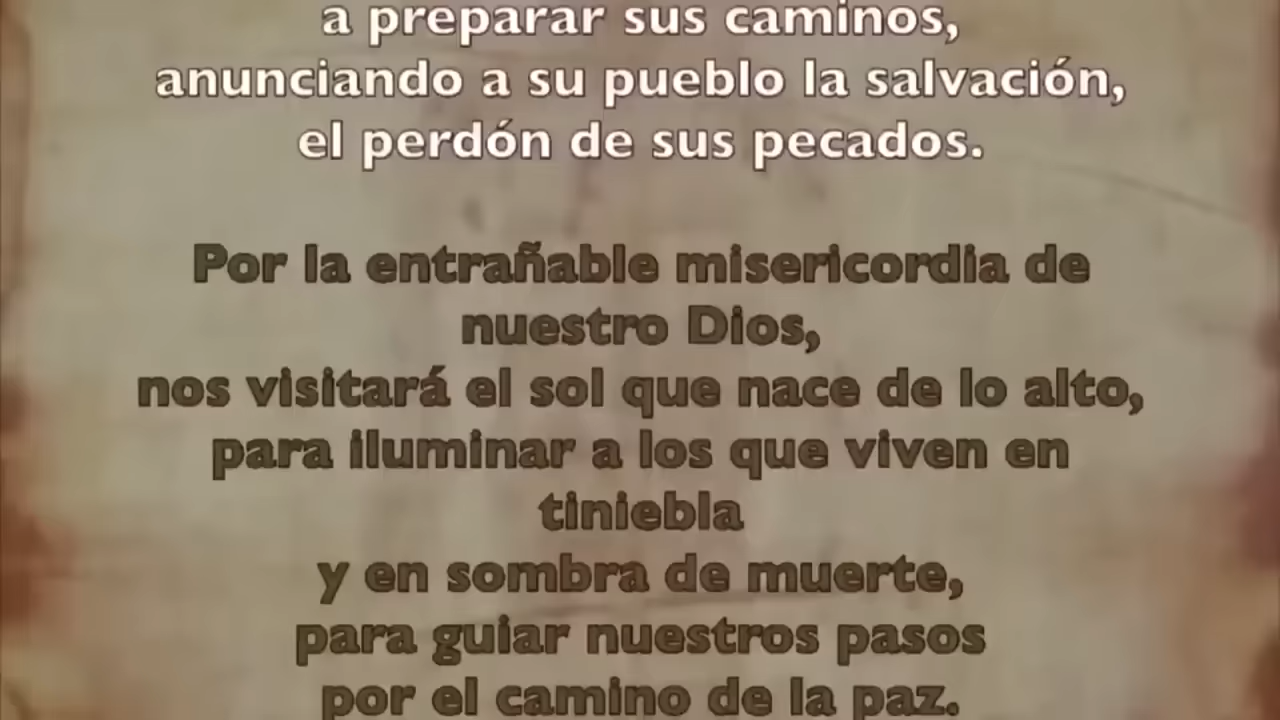 a preparar sus caminos,
anunciando a su pueblo la salvación,
el perdón de sus pecados.
Por la entrañable misericordia de
nuestro Dios,
nos visitará el sol que nace de lo alto,
para iluminar a los que viven en
tiniebla
y en sombra de muerte,
para guiar nuestros pasos
por el camino de la paz.